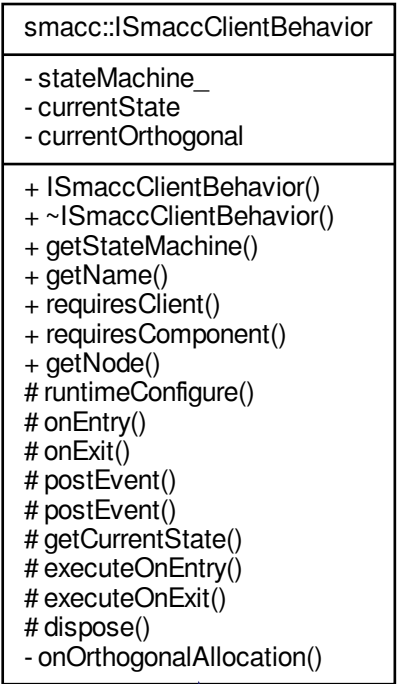 smacc::ISmaccClientBehavior
- stateMachine_
- currentState
- currentOrthogonal
+ ISmaccClientBehavior()
+ ~ISmaccClientBehavior()
+ getStateMachine()
+ getName()
+ requiresClient()
+ requiresComponent()
+ getNode()
# runtimeConfigure()
# onEntry()
# onExit()
# postEvent()
# postEvent()
# getCurrentState()
# executeOnEntry()
# executeOnExit()
# dispose()
- onOrthogonalAllocation()